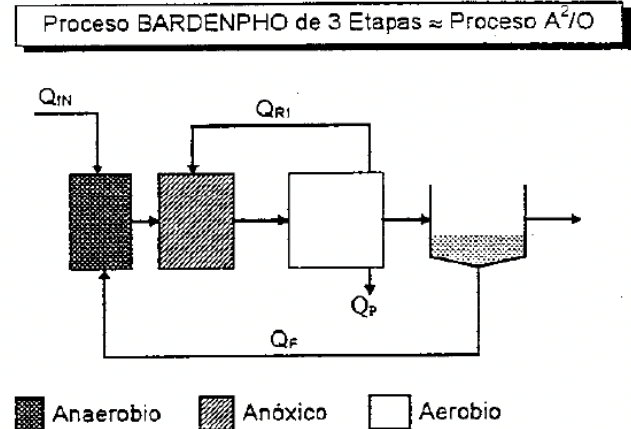 Proceso BARDENPHO de 3 Etapas ≈ Proceso A²/O
Q_IN
Q_R1
Q_P
Q_F
Anaerobio
Anóxico
Aerobio